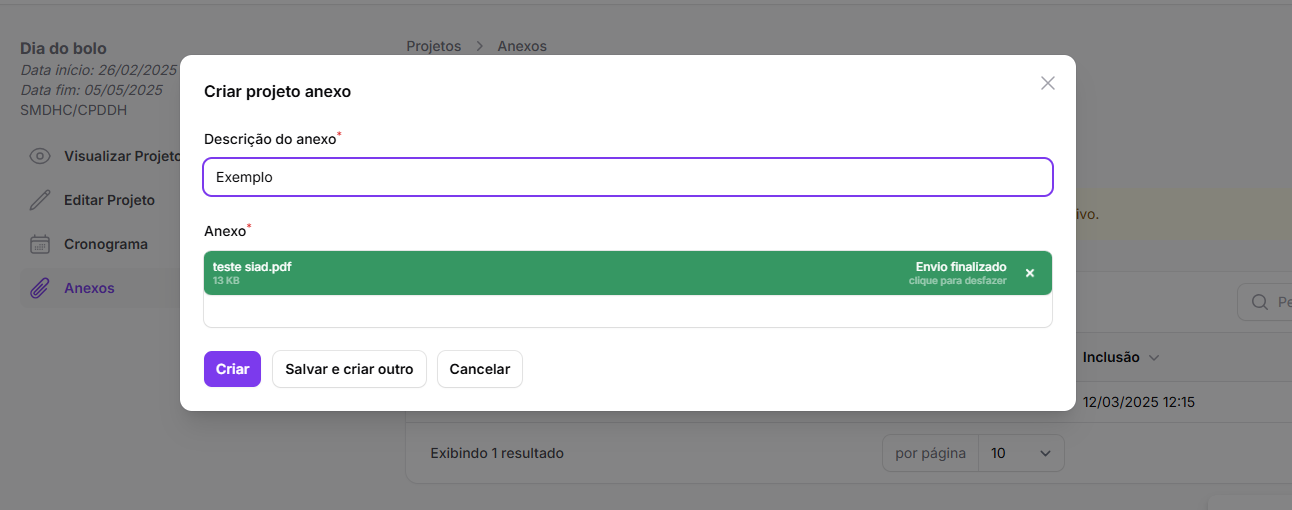 Dia do bolo
Data início: 26/02/2025
Data fim: 05/05/2025
SMDHC/CPDDH
Visualizar Projeto
Editar Projeto
Cronograma
Anexos
Projetos > Anexos
Criar projeto anexo
Descrição do anexo*
Exemplo
Anexo*
teste siad.pdf
13 KB
Envio finalizado
clique para desfazer
Criar
Salvar e criar outro
Cancelar
Inclusão
12/03/2025 12:15
Exibindo 1 resultado
por página
10